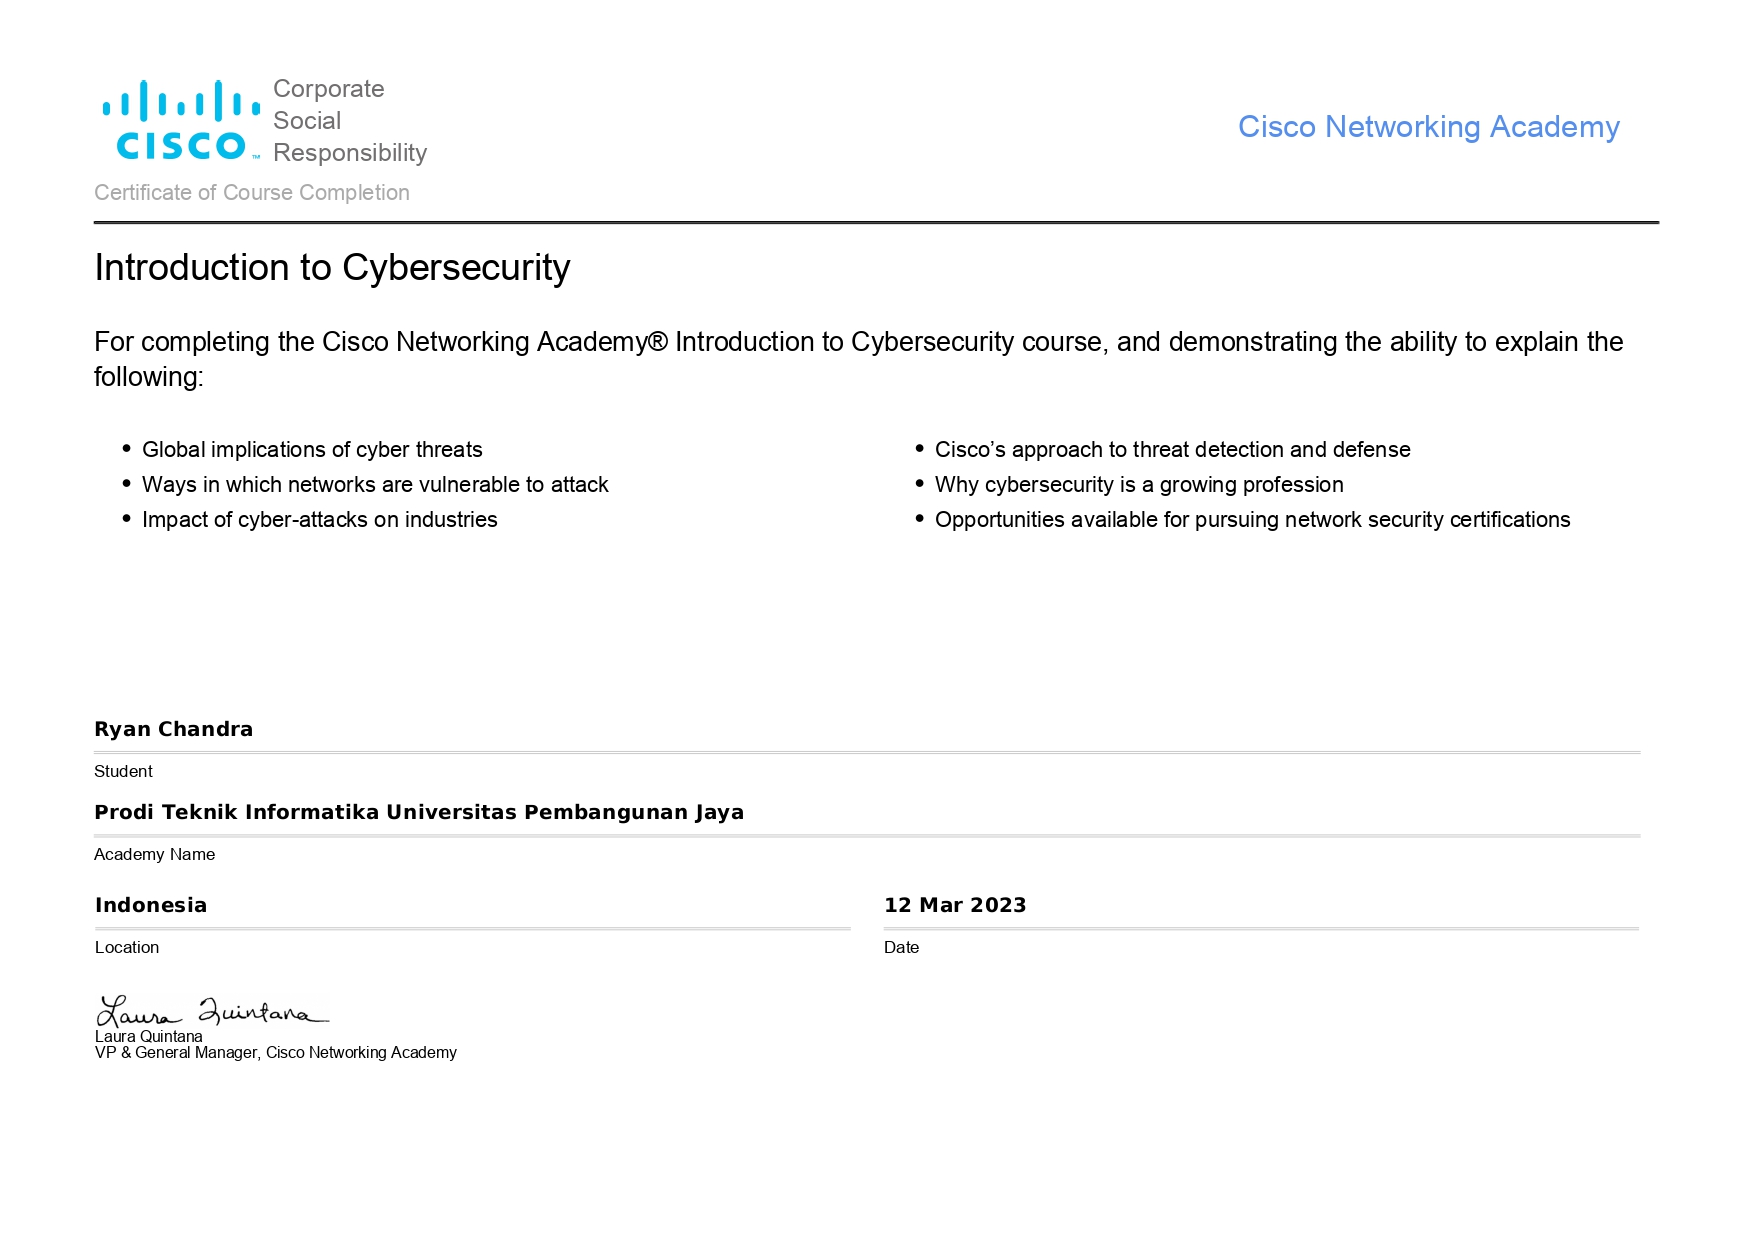 Corporate
Social
Responsibility
CISCO™
Cisco Networking Academy
Certificate of Course Completion
Introduction to Cybersecurity
For completing the Cisco Networking Academy® Introduction to Cybersecurity course, and demonstrating the ability to explain the
following:
• Global implications of cyber threats
• Ways in which networks are vulnerable to attack
• Impact of cyber-attacks on industries
• Cisco’s approach to threat detection and defense
• Why cybersecurity is a growing profession
• Opportunities available for pursuing network security certifications
Ryan Chandra
Student
Prodi Teknik Informatika Universitas Pembangunan Jaya
Academy Name
Indonesia
Location
12 Mar 2023
Date
Laura Quintana
Laura Quintana
VP & General Manager, Cisco Networking Academy